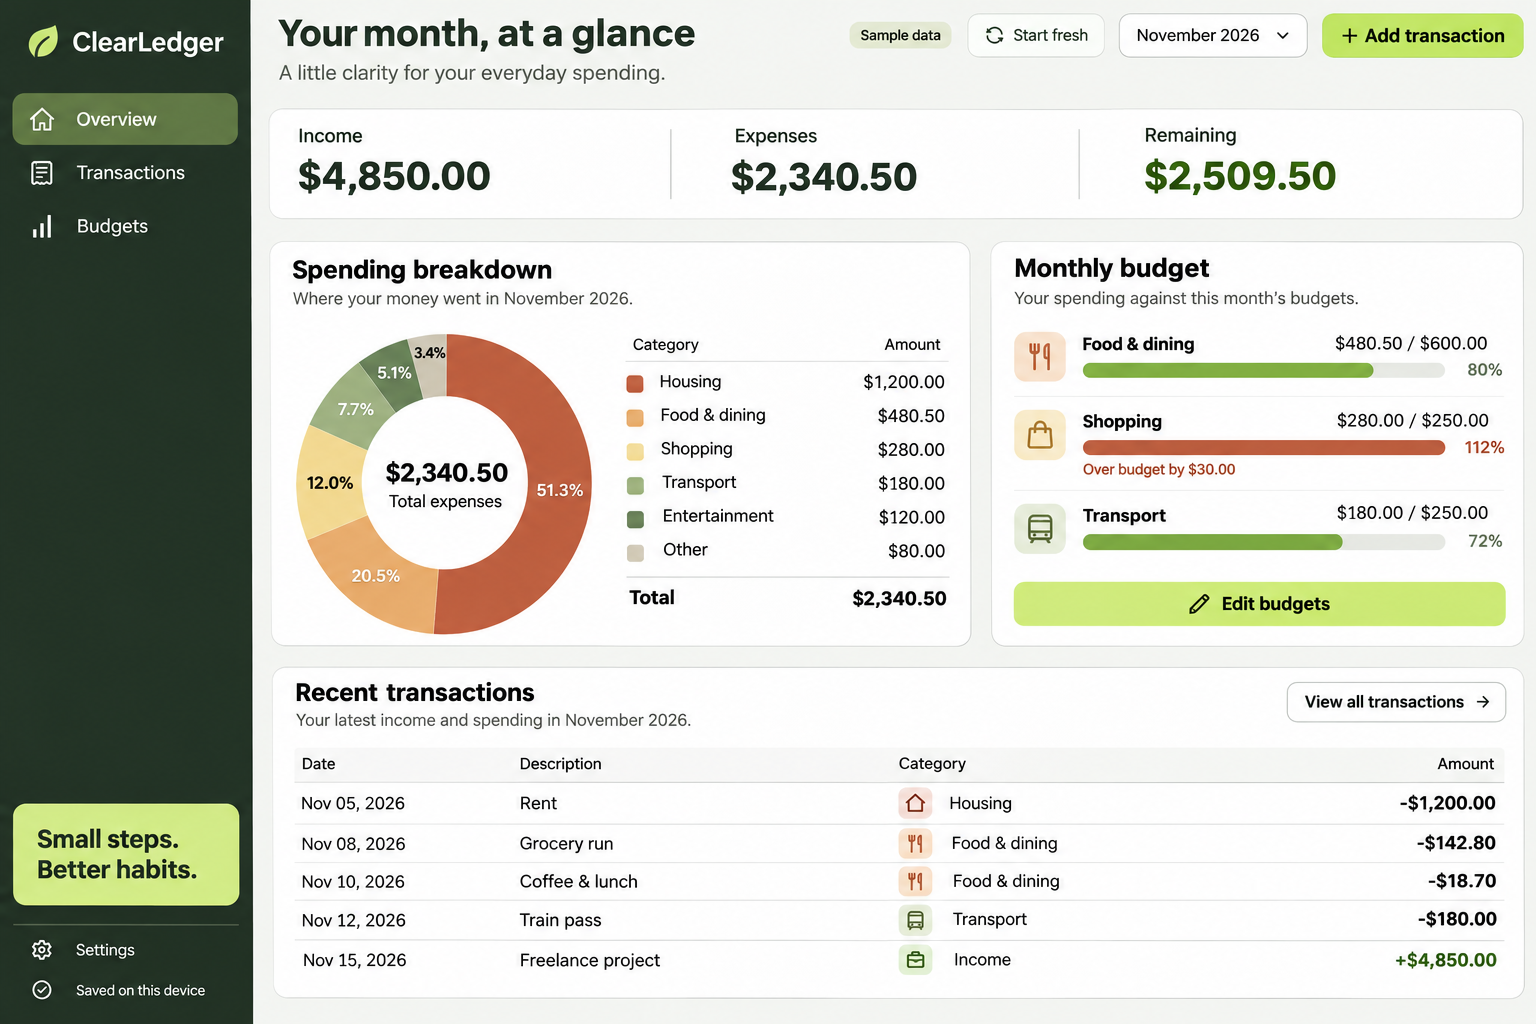 ClearLedger
Overview
Transactions
Budgets
Small steps.
Better habits.
Settings
Saved on this device
Your month, at a glance
A little clarity for your everyday spending.
Sample data
Start fresh
November 2026
+ Add transaction
Income
$4,850.00
Expenses
$2,340.50
Remaining
$2,509.50
Spending breakdown
Where your money went in November 2026.
3.4%
5.1%
7.7%
12.0%
20.5%
51.3%
$2,340.50
Total expenses
Category Amount
Housing $1,200.00
Food & dining $480.50
Shopping $280.00
Transport $180.00
Entertainment $120.00
Other $80.00
Total $2,340.50
Monthly budget
Your spending against this month's budgets.
Food & dining $480.50 / $600.00
80%
Shopping $280.00 / $250.00
112%
Over budget by $30.00
Transport $180.00 / $250.00
72%
Edit budgets
Recent transactions
Your latest income and spending in November 2026.
View all transactions →
Date Description Category Amount
Nov 05, 2026 Rent Housing -$1,200.00
Nov 08, 2026 Grocery run Food & dining -$142.80
Nov 10, 2026 Coffee & lunch Food & dining -$18.70
Nov 12, 2026 Train pass Transport -$180.00
Nov 15, 2026 Freelance project Income +$4,850.00